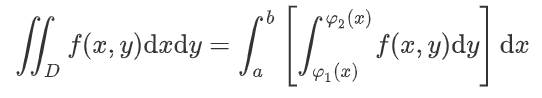 ∬_D f(x, y)dxdy = ∫_a^b [ ∫_{φ₁(x)}^{φ₂(x)} f(x, y)dy ] dx